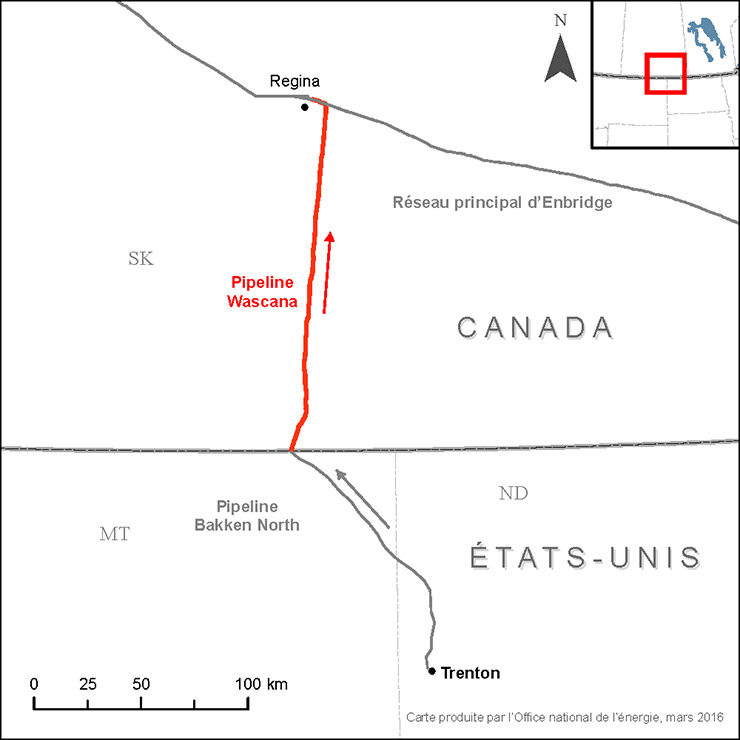 N
Regina
Réseau principal d'Enbridge
SK
Pipeline
Wascana
CANADA
ND
Pipeline
Bakken North
MT
ÉTATS-UNIS
Trenton
0 25 50 100 km
Carte produite par l'Office national de l'énergie, mars 2016